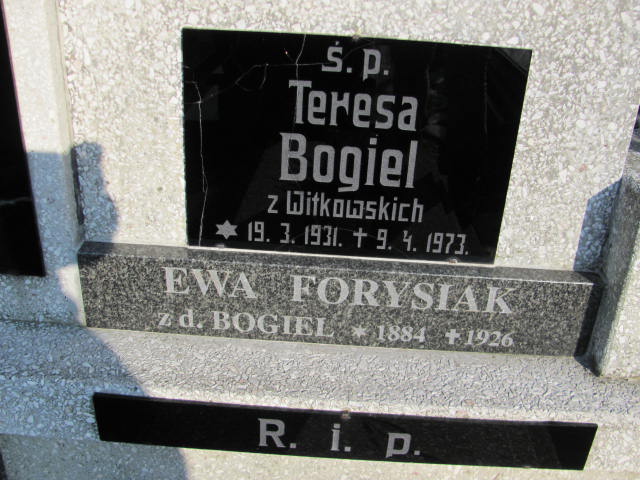 Ś. p.
Teresa
Bogiel
z Witkowskich
* 19. 3. 1931. + 9. 4. 1973.
EWA FORYSIAK
z d. BOGIEL * 1884 + 1926
R. i. p.